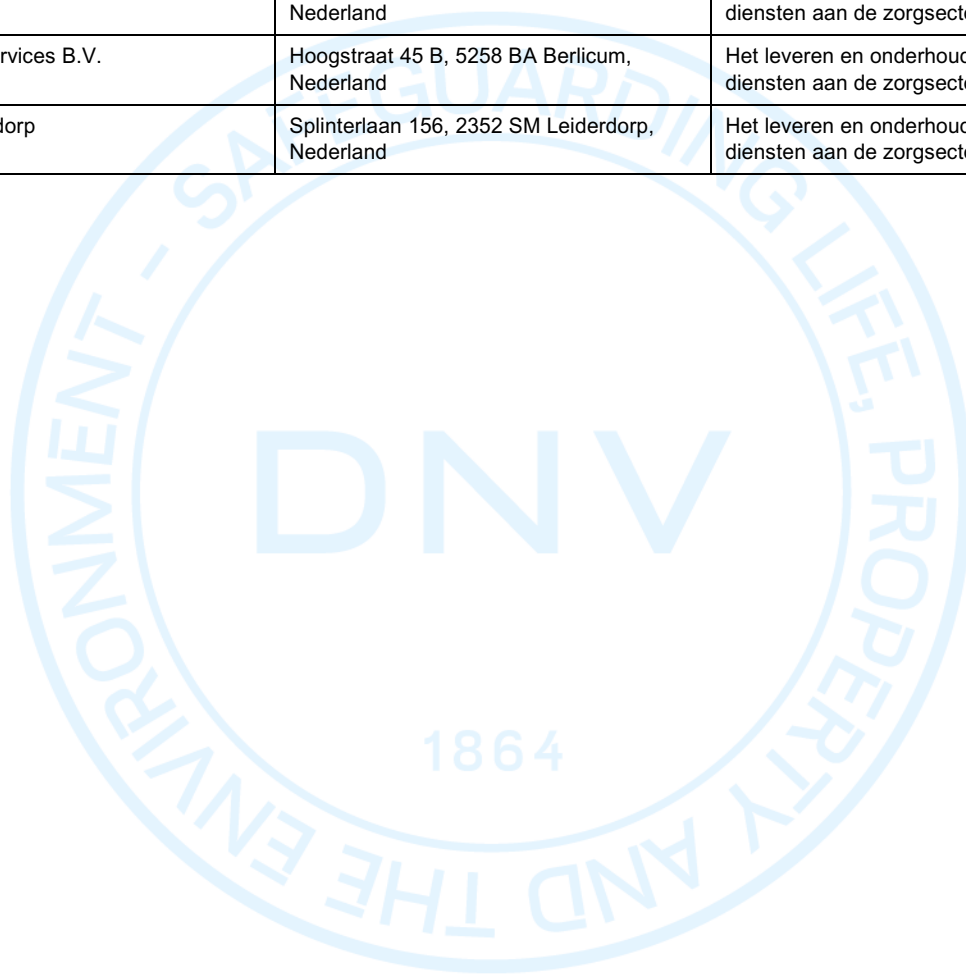 Nederland
diensten aan de zorgsect
rvices B.V.
Hoogstraat 45 B, 5258 BA Berlicum,
Nederland
Het leveren en onderhou
diensten aan de zorgsect
dorp
Splinterlaan 156, 2352 SM Leiderdorp,
Nederland
Het leveren en onderhou
diensten aan de zorgsect
SAFEGUARDING LIFE, PROPERTY AND THE ENVIRONMENT -
DNV
1864